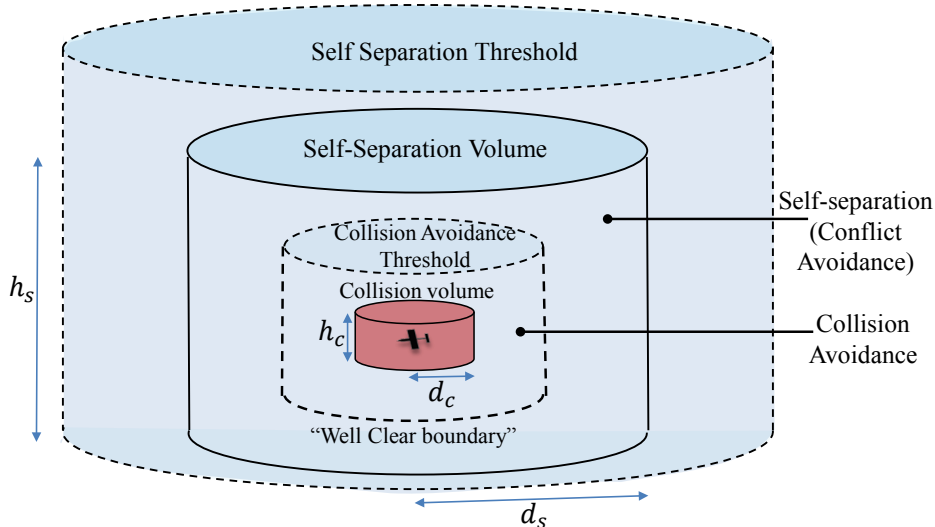 Self Separation Threshold
Self-Separation Volume
Self-separation
(Conflict
Avoidance)
Collision Avoidance
Threshold
Collision volume
h_s
h_c
Collision
Avoidance
d_c
“Well Clear boundary”
d_s